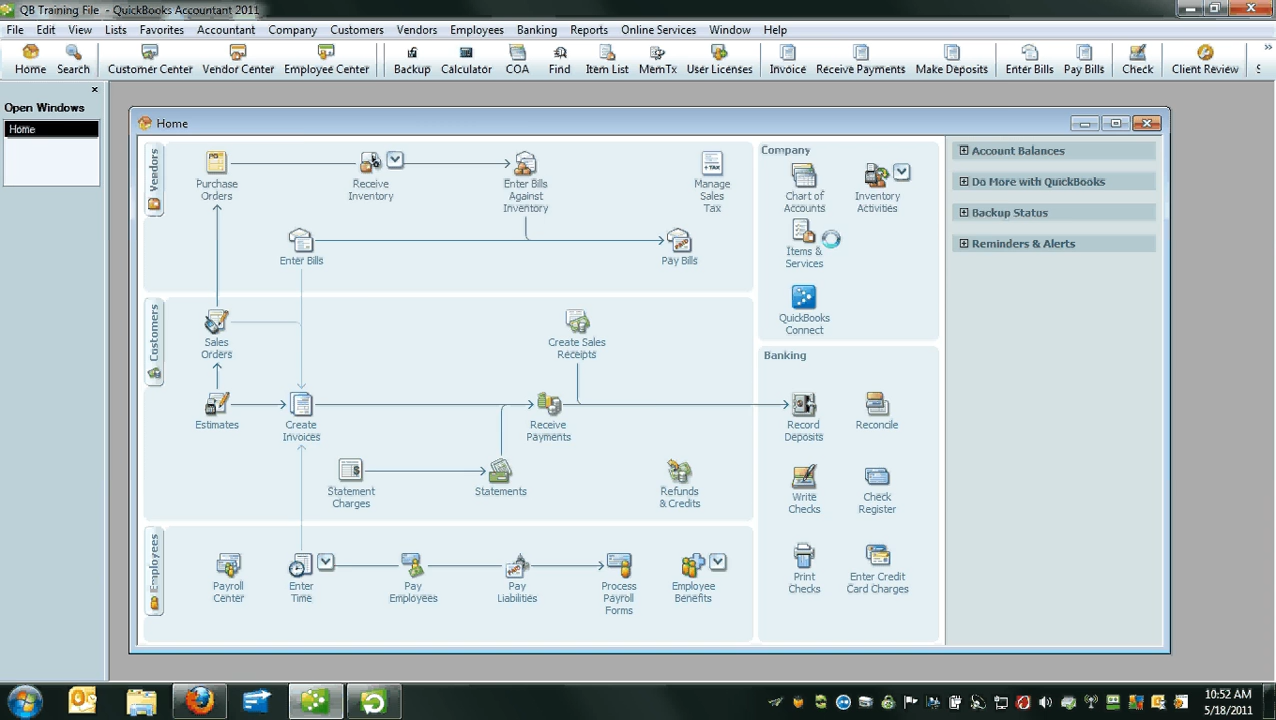 QB Training File - QuickBooks Accountant 2011
File Edit View Lists Favorites Accountant Company Customers Vendors Employees Banking Reports Online Services Window Help
Home Search Customer Center Vendor Center Employee Center Backup Calculator COA Find Item List MemTx User Licenses Invoice Receive Payments Make Deposits Enter Bills Pay Bills Check Client Review S
Open Windows
Home
Home
Vendors
Purchase
Orders
Receive
Inventory
Enter Bills
Against
Inventory
Manage
Sales
Tax
Enter Bills
Pay Bills
Customers
Sales
Orders
Create Sales
Receipts
Estimates
Create
Invoices
Receive
Payments
Statement
Charges
Statements
Refunds
& Credits
Employees
Payroll
Center
Enter
Time
Pay
Employees
Pay
Liabilities
Process
Payroll
Forms
Employee
Benefits
Company
Chart of
Accounts
Inventory
Activities
Items &
Services
QuickBooks
Connect
Banking
Record
Deposits
Reconcile
Write
Checks
Check
Register
Print
Checks
Enter Credit
Card Charges
Account Balances
Do More with QuickBooks
Backup Status
Reminders & Alerts
10:52 AM
5/18/2011